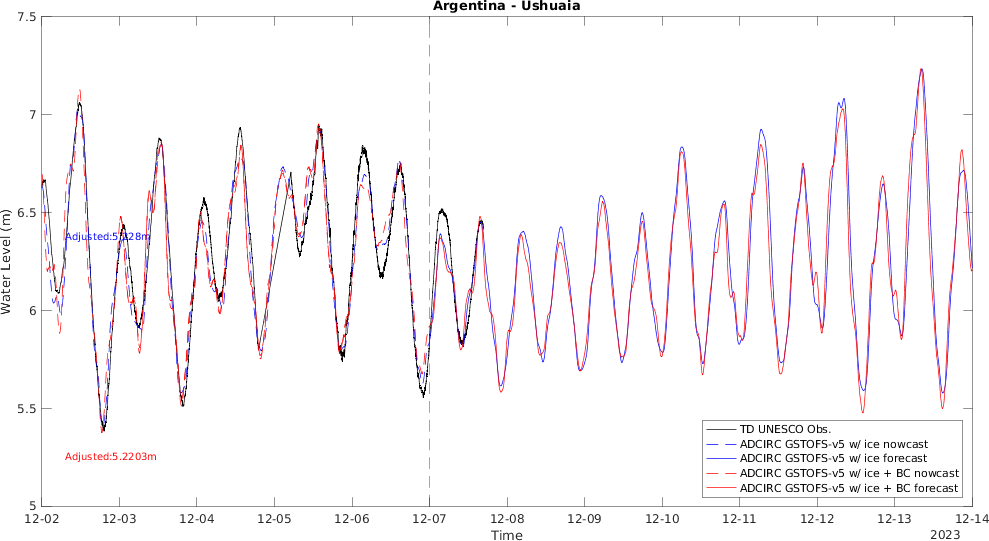 Argentina - Ushuaia
7.5
7
6.5
6
5.5
5
Water Level (m)
Adjusted:5.2203m
TD UNESCO Obs.
ADCIRC GSTOFS-v5 w/ ice nowcast
ADCIRC GSTOFS-v5 w/ ice forecast
ADCIRC GSTOFS-v5 w/ ice + BC nowcast
ADCIRC GSTOFS-v5 w/ ice + BC forecast
12-02 12-03 12-04 12-05 12-06 12-07 12-08 12-09 12-10 12-11 12-12 12-13 12-14
Time
2023